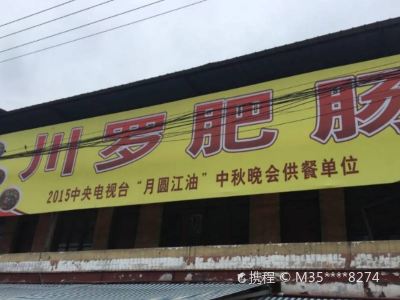 川罗肥肠
2015中央电视台“月圆江油”中秋晚会供餐单位
携程 © M35****8274